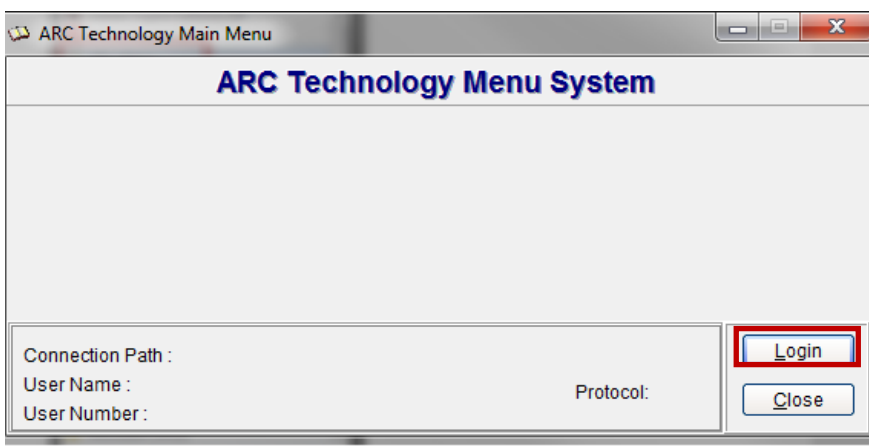 ARC Technology Main Menu
ARC Technology Menu System
Connection Path :
User Name :
User Number :
Protocol:
Login
Close